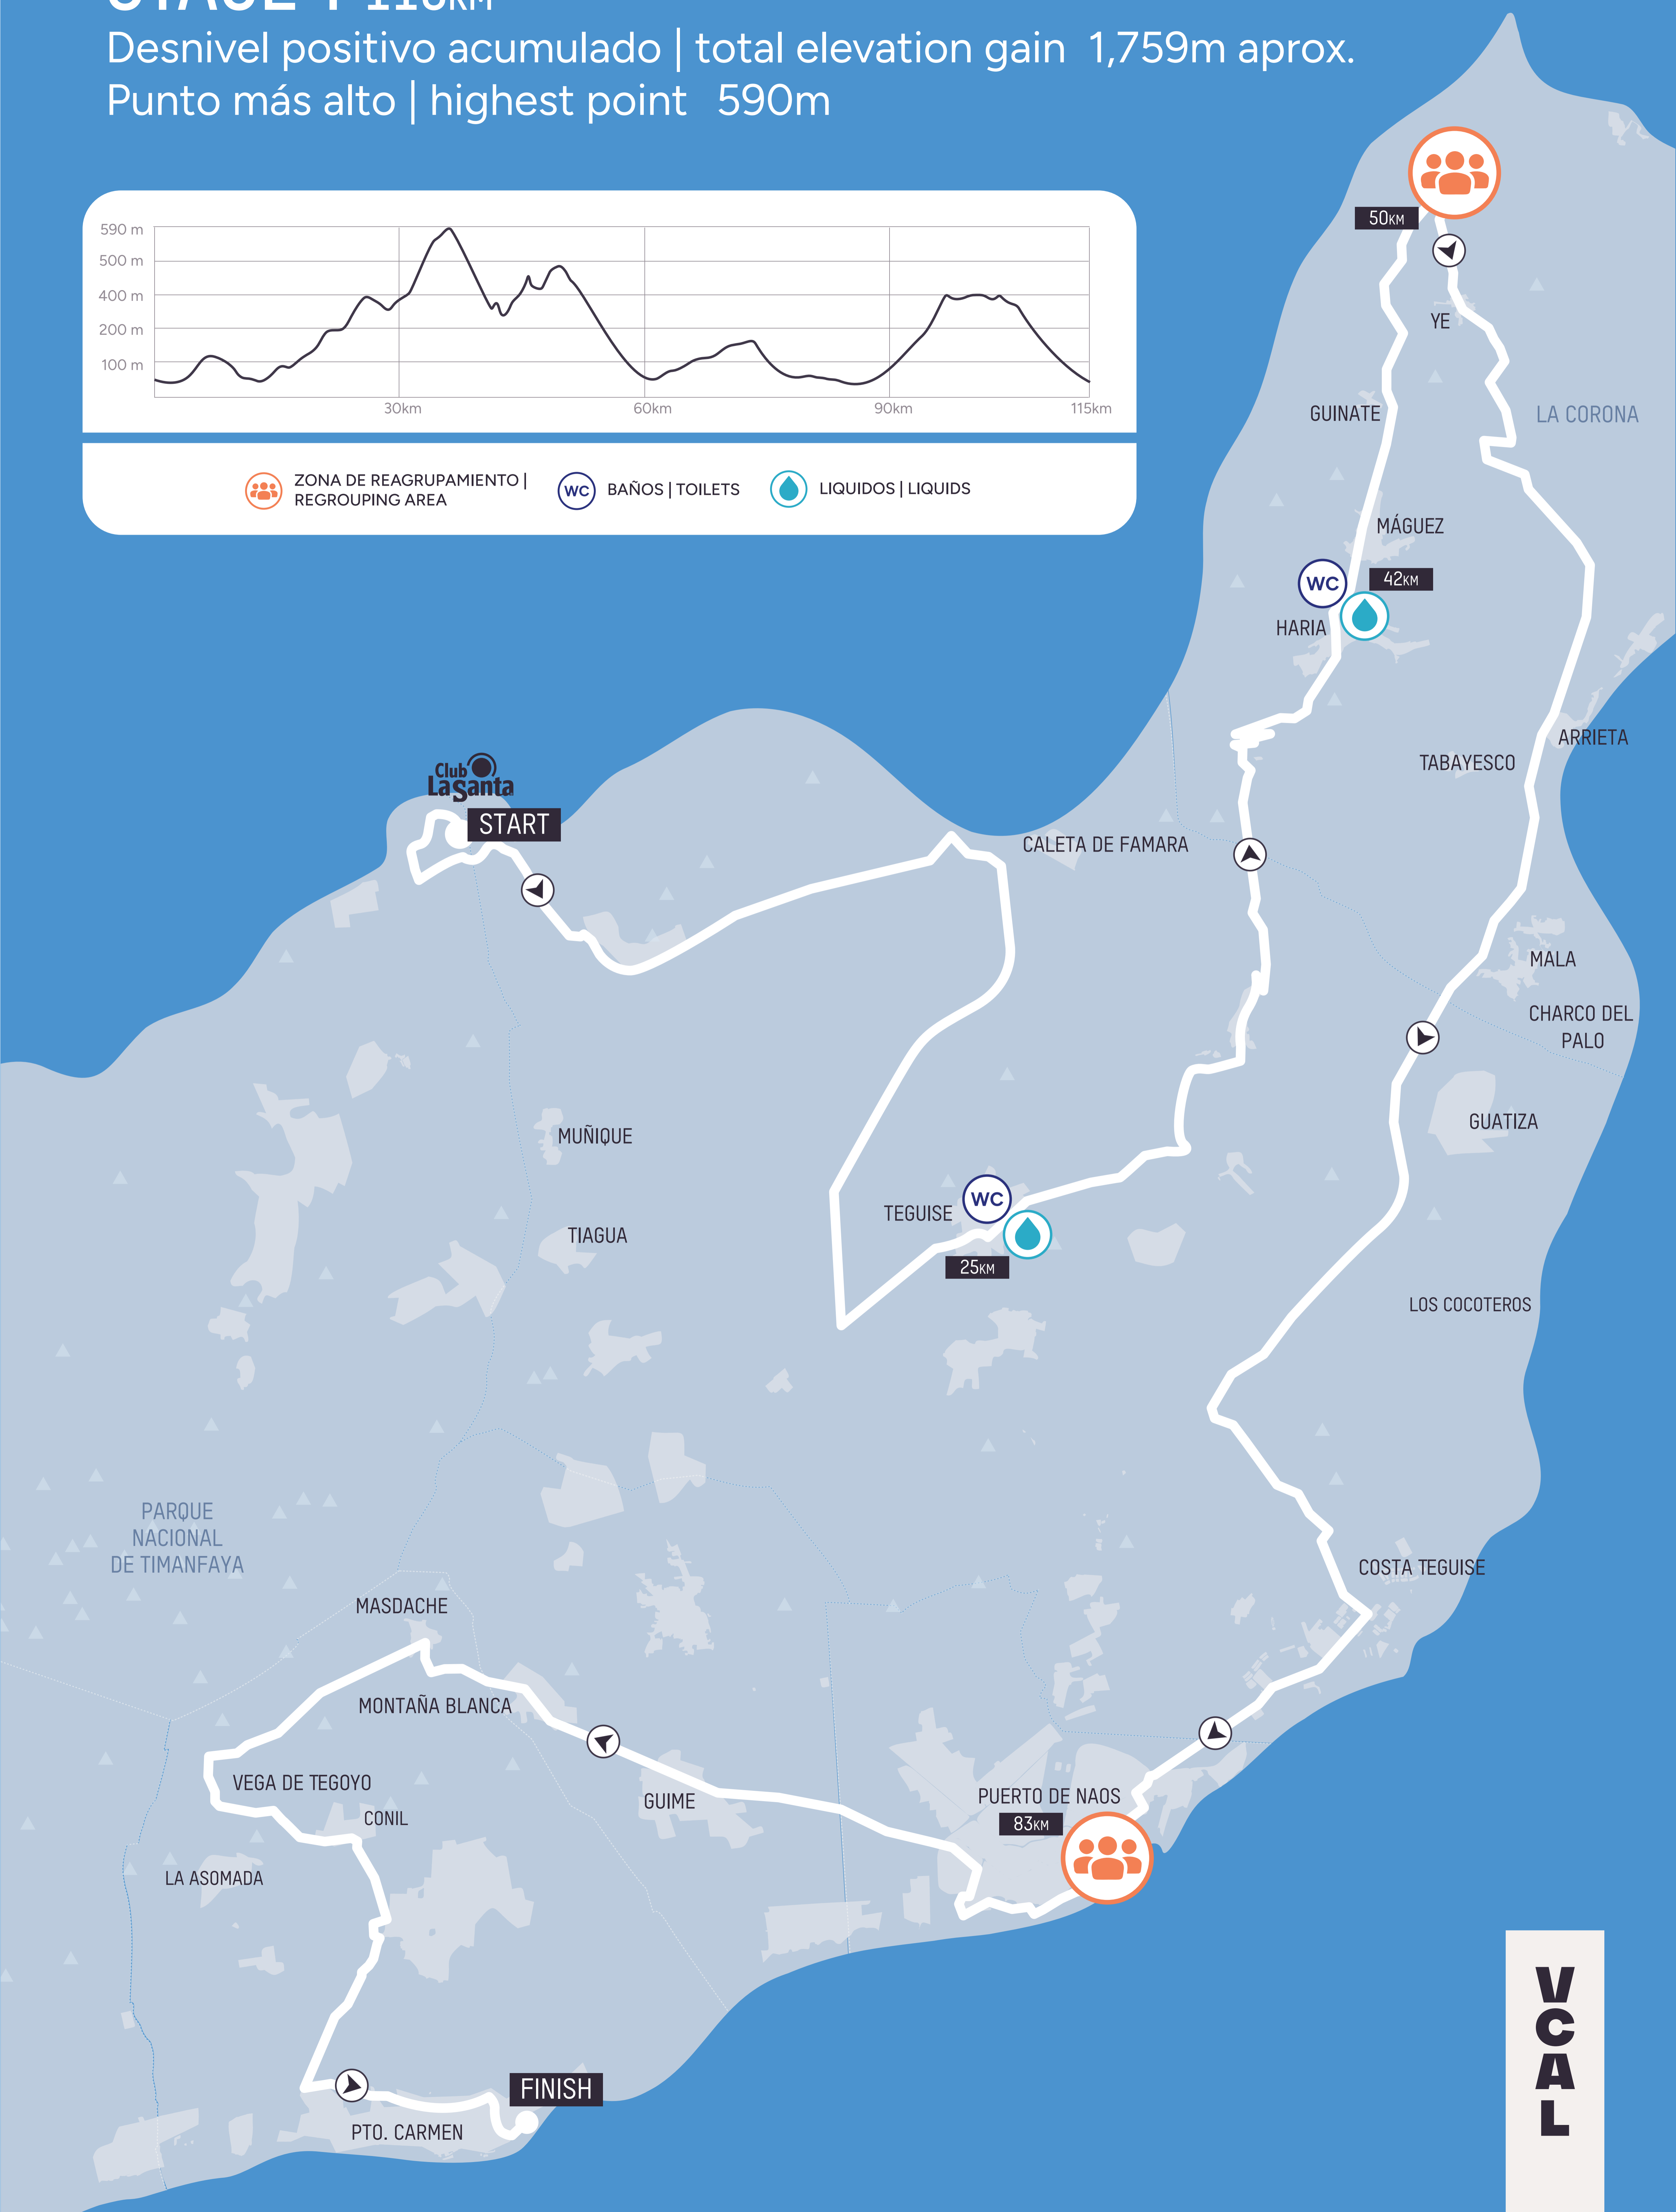 Desnivel positivo acumulado | total elevation gain 1,759m aprox.
Punto más alto | highest point 590m
590 m
500 m
400 m
200 m
100 m
30km
60km
90km
115km
ZONA DE REAGRUPAMIENTO |
REGROUPING AREA
WC
BAÑOS | TOILETS
LIQUIDOS | LIQUIDS
50KM
YE
GUINATE
LA CORONA
MÁGUEZ
WC
42KM
HARIA
ARRIETA
TABAYESCO
Club
LaSanta
START
CALETA DE FAMARA
MALA
CHARCO DEL
PALO
GUATIZA
MUÑIQUE
TEGUISE
WC
TIAGUA
25KM
LOS COCOTEROS
PARQUE
NACIONAL
DE TIMANFAYA
COSTA TEGUISE
MASDACHE
MONTAÑA BLANCA
VEGA DE TEGOYO
GUIME
PUERTO DE NAOS
83KM
CONIL
LA ASOMADA
FINISH
PTO. CARMEN
VCAL